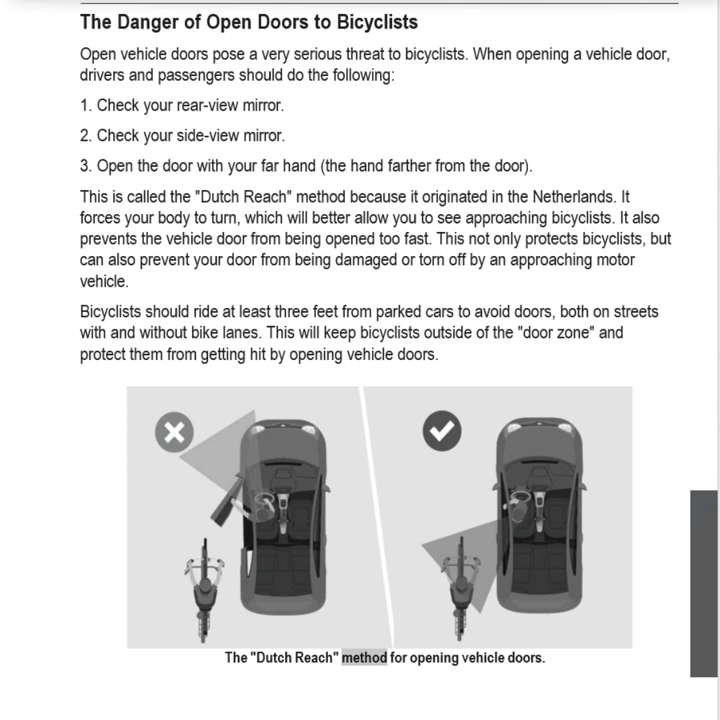 The Danger of Open Doors to Bicyclists
Open vehicle doors pose a very serious threat to bicyclists. When opening a vehicle door,
drivers and passengers should do the following:
1. Check your rear-view mirror.
2. Check your side-view mirror.
3. Open the door with your far hand (the hand farther from the door).
This is called the "Dutch Reach" method because it originated in the Netherlands. It
forces your body to turn, which will better allow you to see approaching bicyclists. It also
prevents the vehicle door from being opened too fast. This not only protects bicyclists, but
can also prevent your door from being damaged or torn off by an approaching motor
vehicle.
Bicyclists should ride at least three feet from parked cars to avoid doors, both on streets
with and without bike lanes. This will keep bicyclists outside of the "door zone" and
protect them from getting hit by opening vehicle doors.
The "Dutch Reach" method for opening vehicle doors.